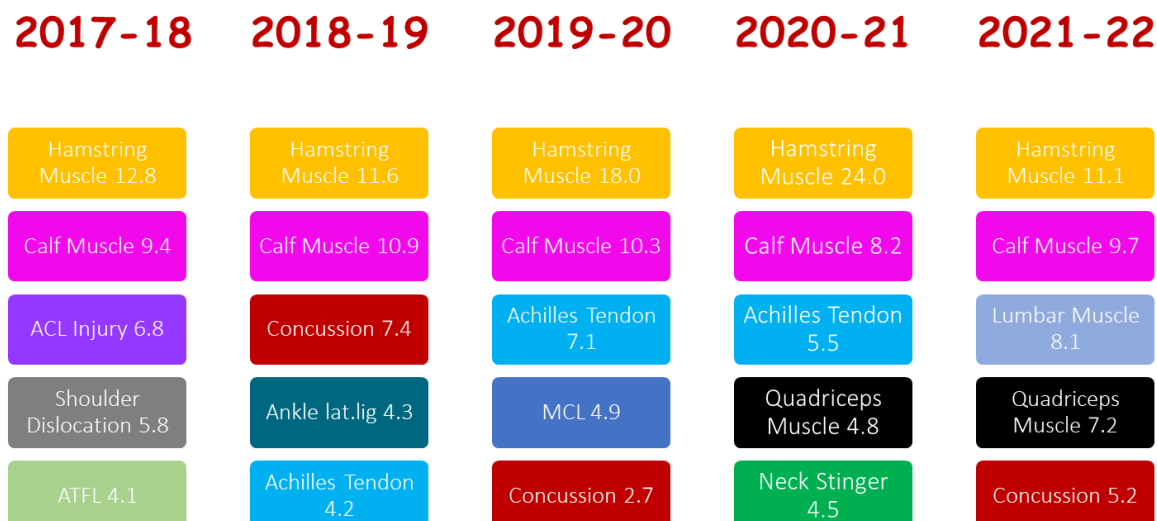 2017-18 2018-19 2019-20 2020-21 2021-22
Hamstring
Muscle 12.8
Hamstring
Muscle 11.6
Hamstring
Muscle 18.0
Hamstring
Muscle 24.0
Hamstring
Muscle 11.1
Calf Muscle 9.4
Calf Muscle 10.9
Calf Muscle 10.3
Calf Muscle 8.2
Calf Muscle 9.7
ACL Injury 6.8
Concussion 7.4
Achilles Tendon
7.1
Achilles Tendon
5.5
Lumbar Muscle
8.1
Shoulder
Dislocation 5.8
Ankle lat.lig 4.3
MCL 4.9
Quadriceps
Muscle 4.8
Quadriceps
Muscle 7.2
ATFL 4.1
Achilles Tendon
4.2
Concussion 2.7
Neck Stinger
4.5
Concussion 5.2